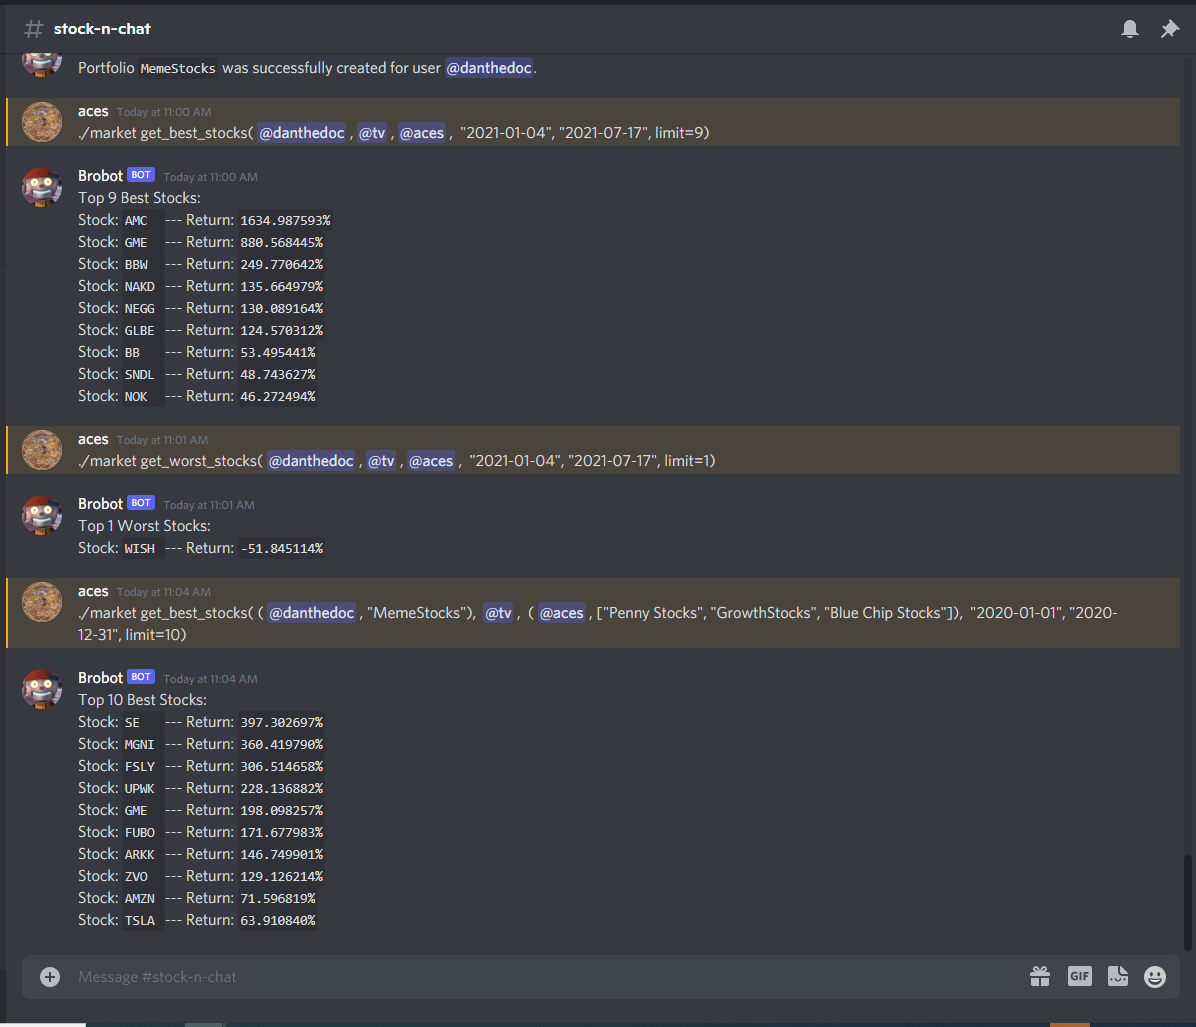 # stock-n-chat
Portfolio MemeStocks was successfully created for user @danthedoc.
aces Today at 11:00 AM
./market get_best_stocks( @danthedoc , @tv , @aces , "2021-01-04", "2021-07-17", limit=9)
Brobot BOT Today at 11:00 AM
Top 9 Best Stocks:
Stock: AMC --- Return: 1634.987593%
Stock: GME --- Return: 880.568445%
Stock: BBW --- Return: 249.770642%
Stock: NAKD --- Return: 135.664979%
Stock: NEGG --- Return: 130.089164%
Stock: GLBE --- Return: 124.570312%
Stock: BB --- Return: 53.495441%
Stock: SNDL --- Return: 48.743627%
Stock: NOK --- Return: 46.272494%
aces Today at 11:01 AM
./market get_worst_stocks( @danthedoc , @tv , @aces , "2021-01-04", "2021-07-17", limit=1)
Brobot BOT Today at 11:01 AM
Top 1 Worst Stocks:
Stock: WISH --- Return: -51.845114%
aces Today at 11:04 AM
./market get_best_stocks( ( @danthedoc , "MemeStocks"), @tv , ( @aces , ["Penny Stocks", "GrowthStocks", "Blue Chip Stocks"]), "2020-01-01", "2020-
12-31", limit=10)
Brobot BOT Today at 11:04 AM
Top 10 Best Stocks:
Stock: SE --- Return: 397.302697%
Stock: MGNI --- Return: 360.419790%
Stock: FSLY --- Return: 306.514658%
Stock: UPWK --- Return: 228.136882%
Stock: GME --- Return: 198.098257%
Stock: FUBO --- Return: 171.677983%
Stock: ARKK --- Return: 146.749901%
Stock: ZVO --- Return: 129.126214%
Stock: AMZN --- Return: 71.596819%
Stock: TSLA --- Return: 63.910840%
Message #stock-n-chat GIF